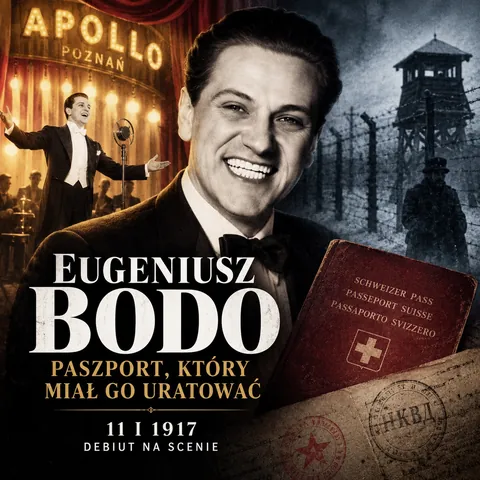 APOLLO
POZNAŃ
EUGENIUSZ
BODO
PASZPORT, KTÓRY
MIAŁ GO URATOWAĆ
11 I 1917
DEBIUT NA SCENIE
SCHWEIZER PASS
PASSEPORT SUISSE
PASSAPORTO SVIZZERO
НКВД